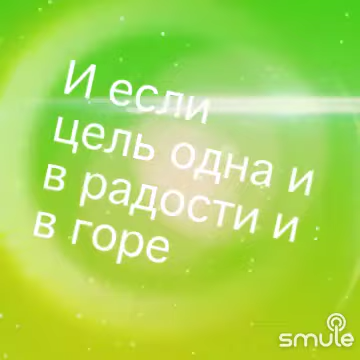 И если
цель одна и
в радости и
в горе
smule